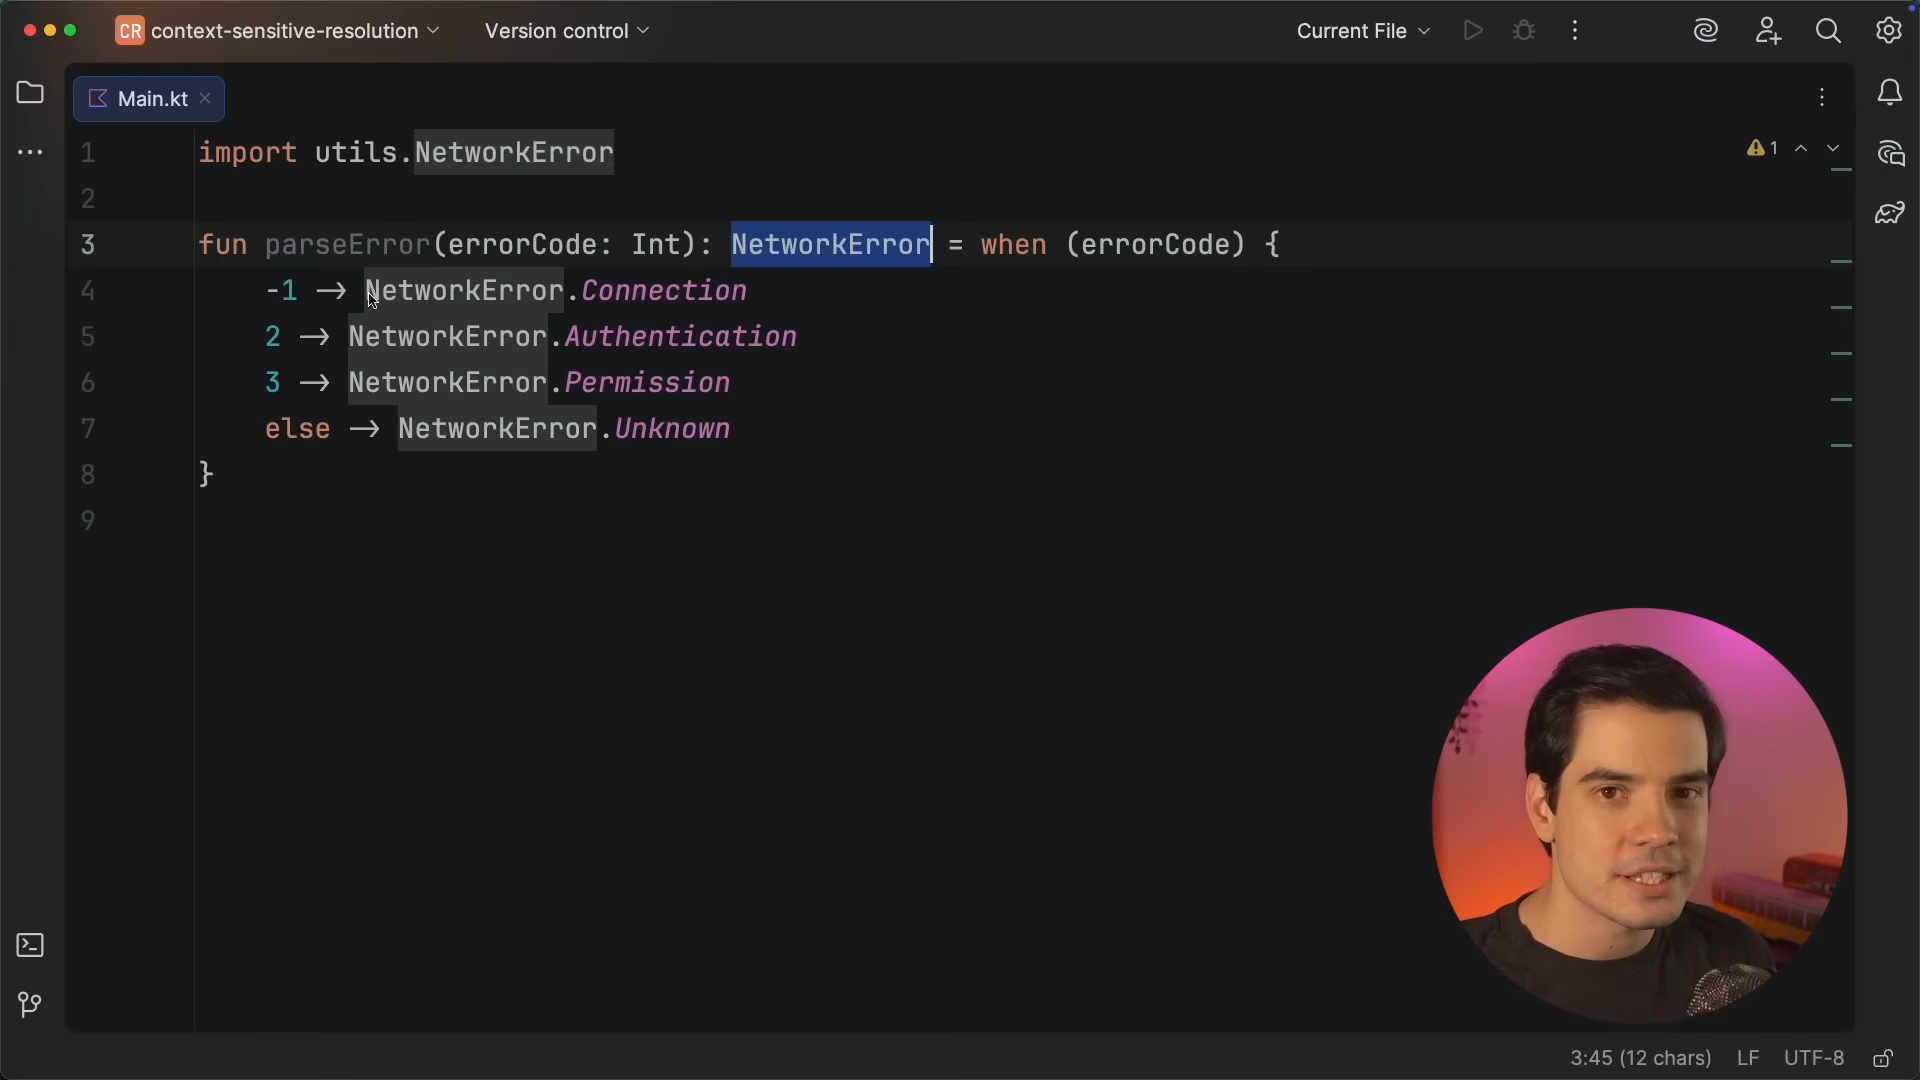 CR context-sensitive-resolution Version control Current File
Main.kt
1 import utils.NetworkError 1
2
3 fun parseError(errorCode: Int): NetworkError = when (errorCode) {
4 -1 -> NetworkError.Connection
5 2 -> NetworkError.Authentication
6 3 -> NetworkError.Permission
7 else -> NetworkError.Unknown
8 }
9
3:45 (12 chars) LF UTF-8